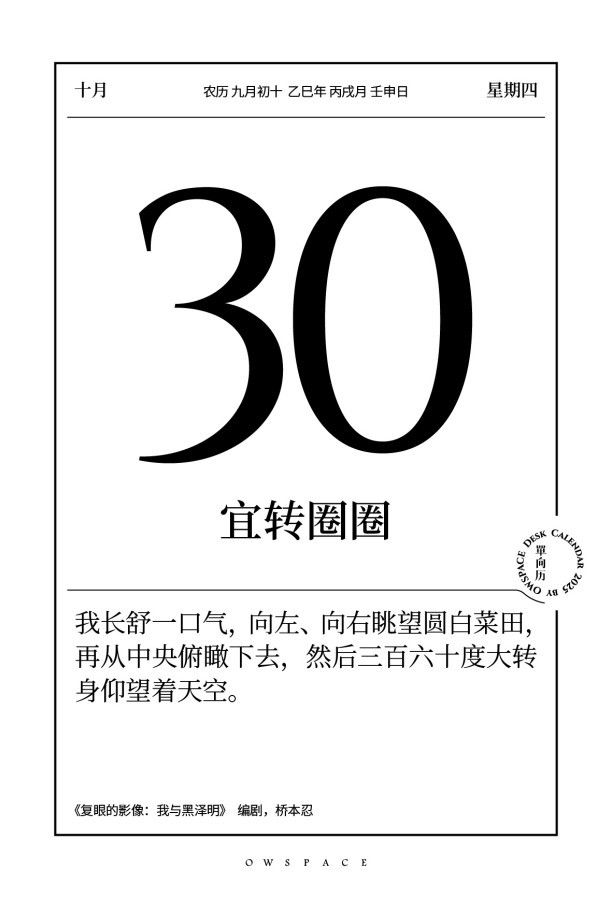 十月 农历 九月初十 乙巳年 丙戌月 壬申日 星期四
30
宜转圈圈
DESK CALENDAR 2025 BY OWSPACE
單向历
我长舒一口气，向左、向右眺望圆白菜田，
再从中央俯瞰下去，然后三百六十度大转
身仰望着天空。
《复眼的影像：我与黑泽明》 编剧，桥本忍
OWSPACE